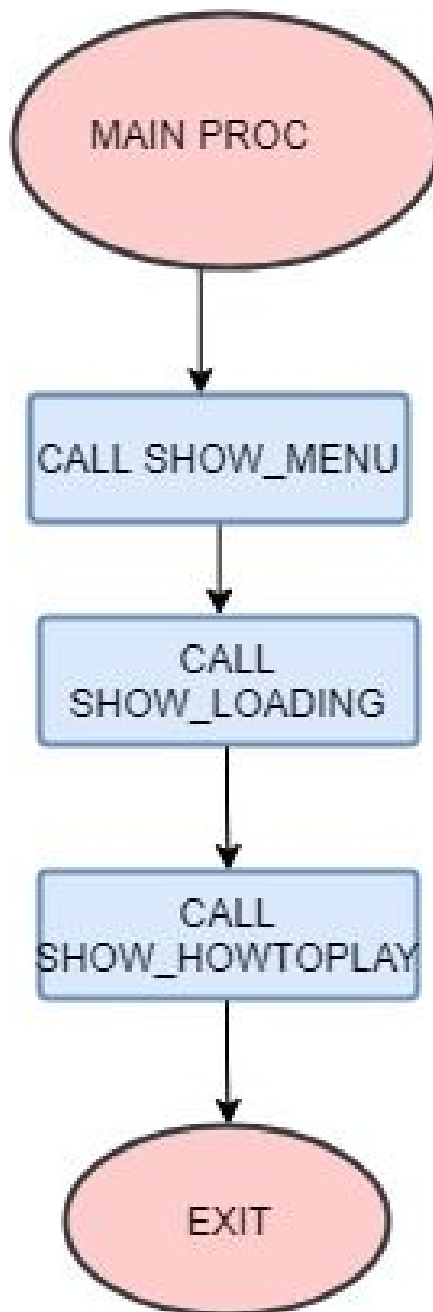 MAIN PROC
CALL SHOW_MENU
CALL
SHOW_LOADING
CALL
SHOW_HOWTOPLAY
EXIT